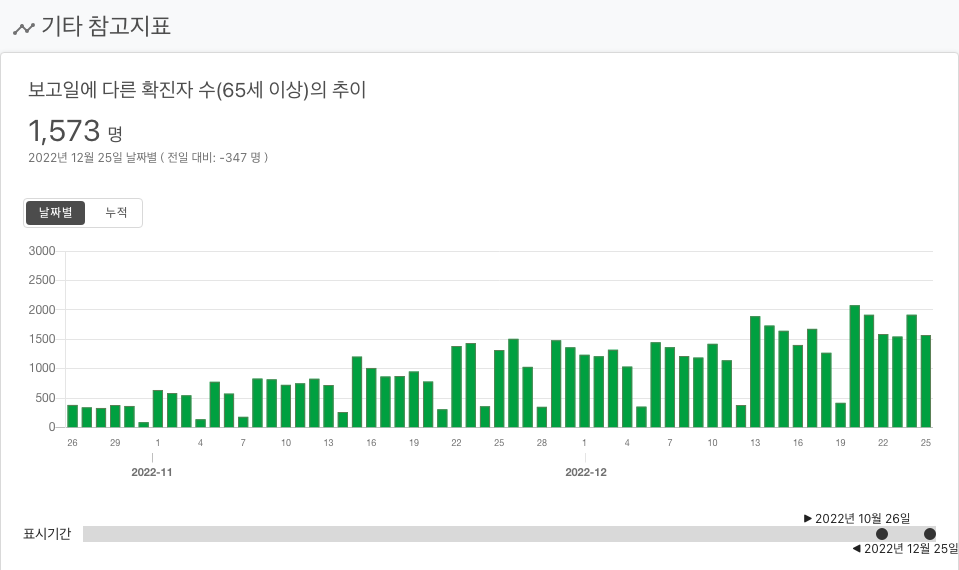 기타 참고지표
보고일에 다른 확진자 수(65세 이상)의 추이
1,573 명
2022년 12월 25일 날짜별 ( 전일 대비: -347 명 )
날짜별 누적
3000
2500
2000
1500
1000
500
0
26 29 1 4 7 10 13 16 19 22 25 28 1 4 7 10 13 16 19 22 25
2022-11 2022-12
▶ 2022년 10월 26일
표시기간
◀ 2022년 12월 25일